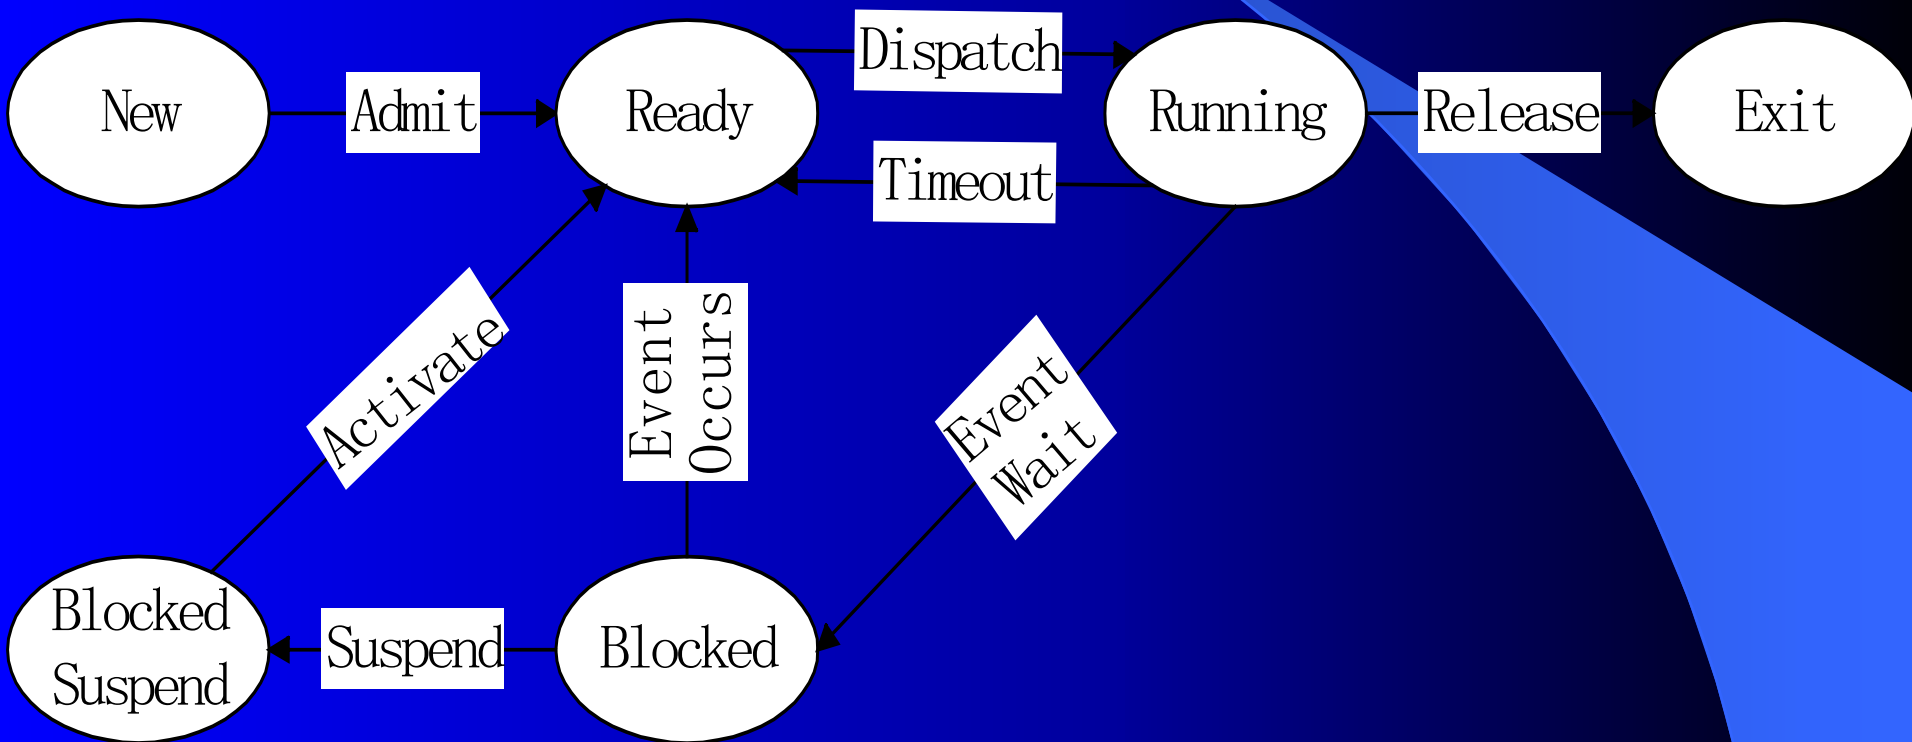 New
Admit
Ready
Dispatch
Timeout
Running
Release
Exit
Activate
Event
Occurs
Event
Wait
Blocked
Suspend
Suspend
Blocked